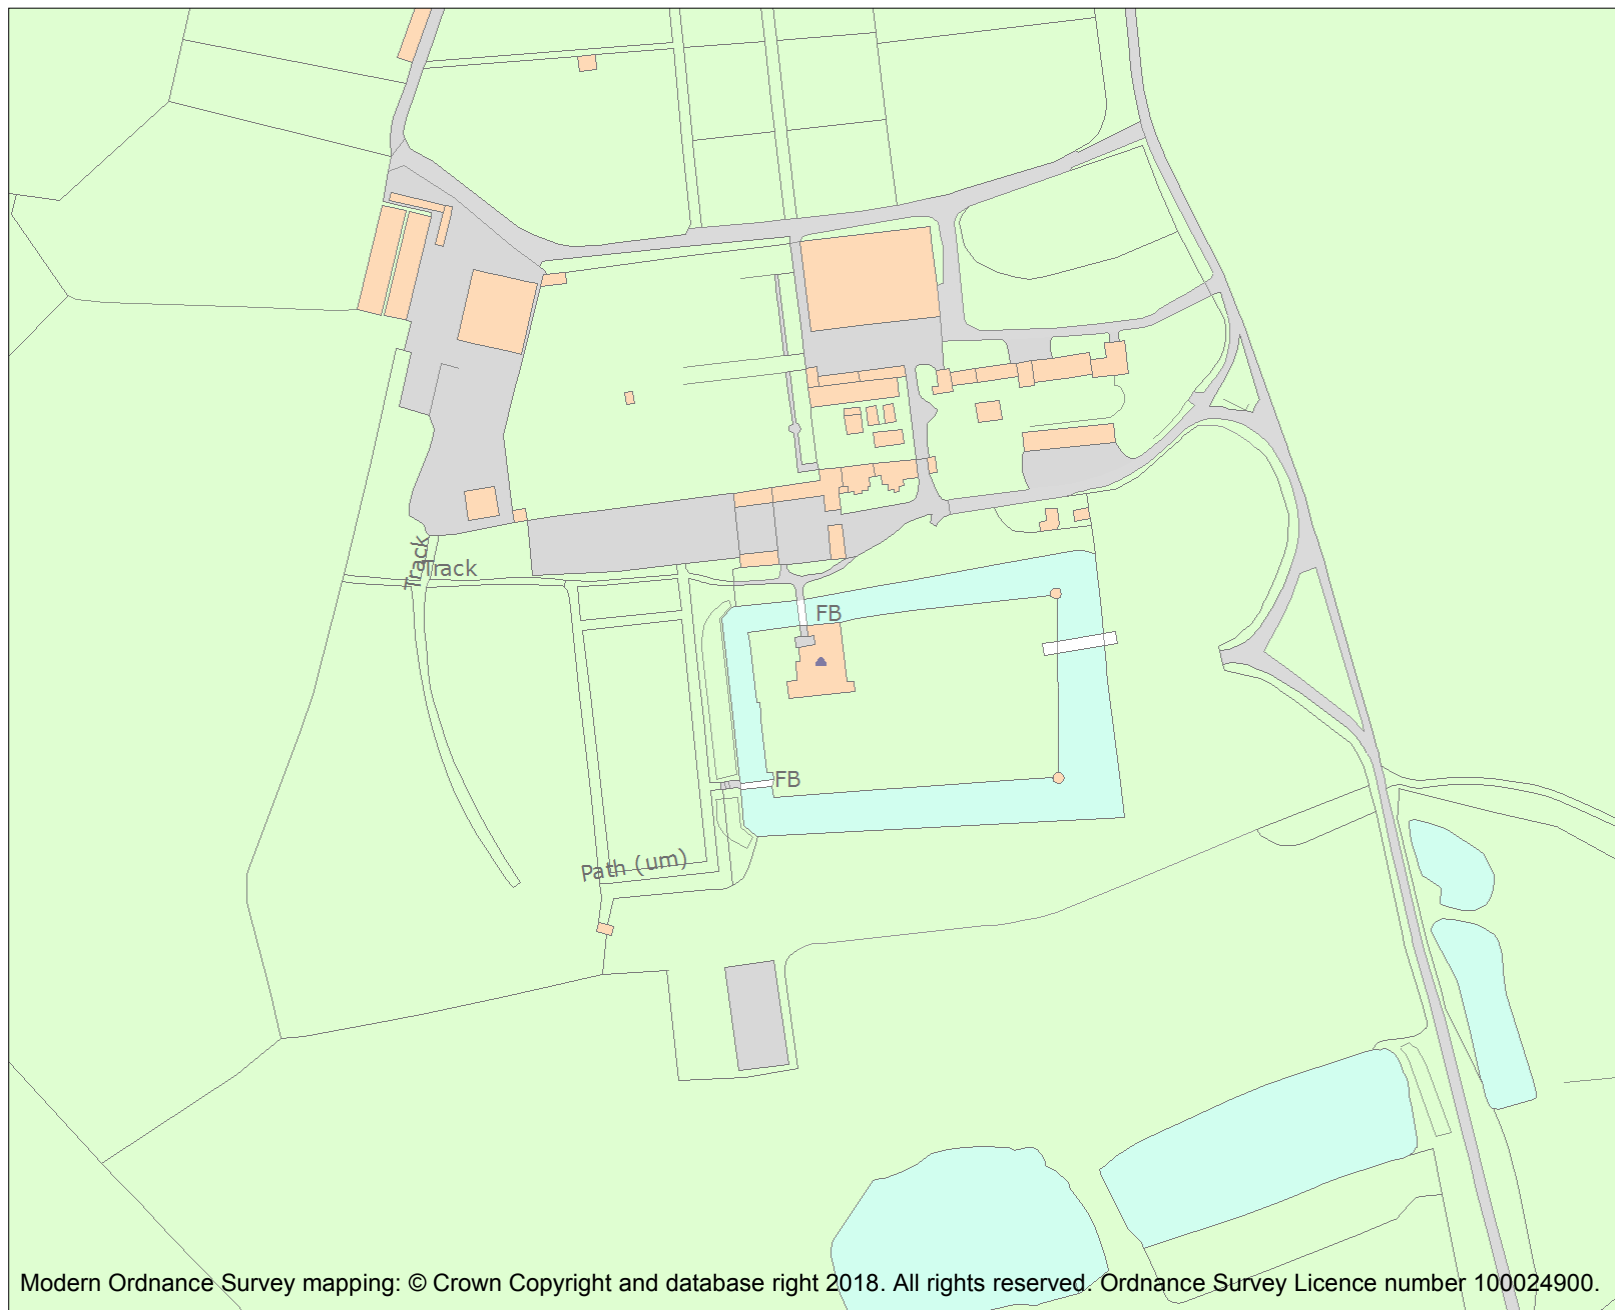 Track
Track
FB
FB
Path (um)
Modern Ordnance Survey mapping: © Crown Copyright and database right 2018. All rights reserved. Ordnance Survey Licence number 100024900.